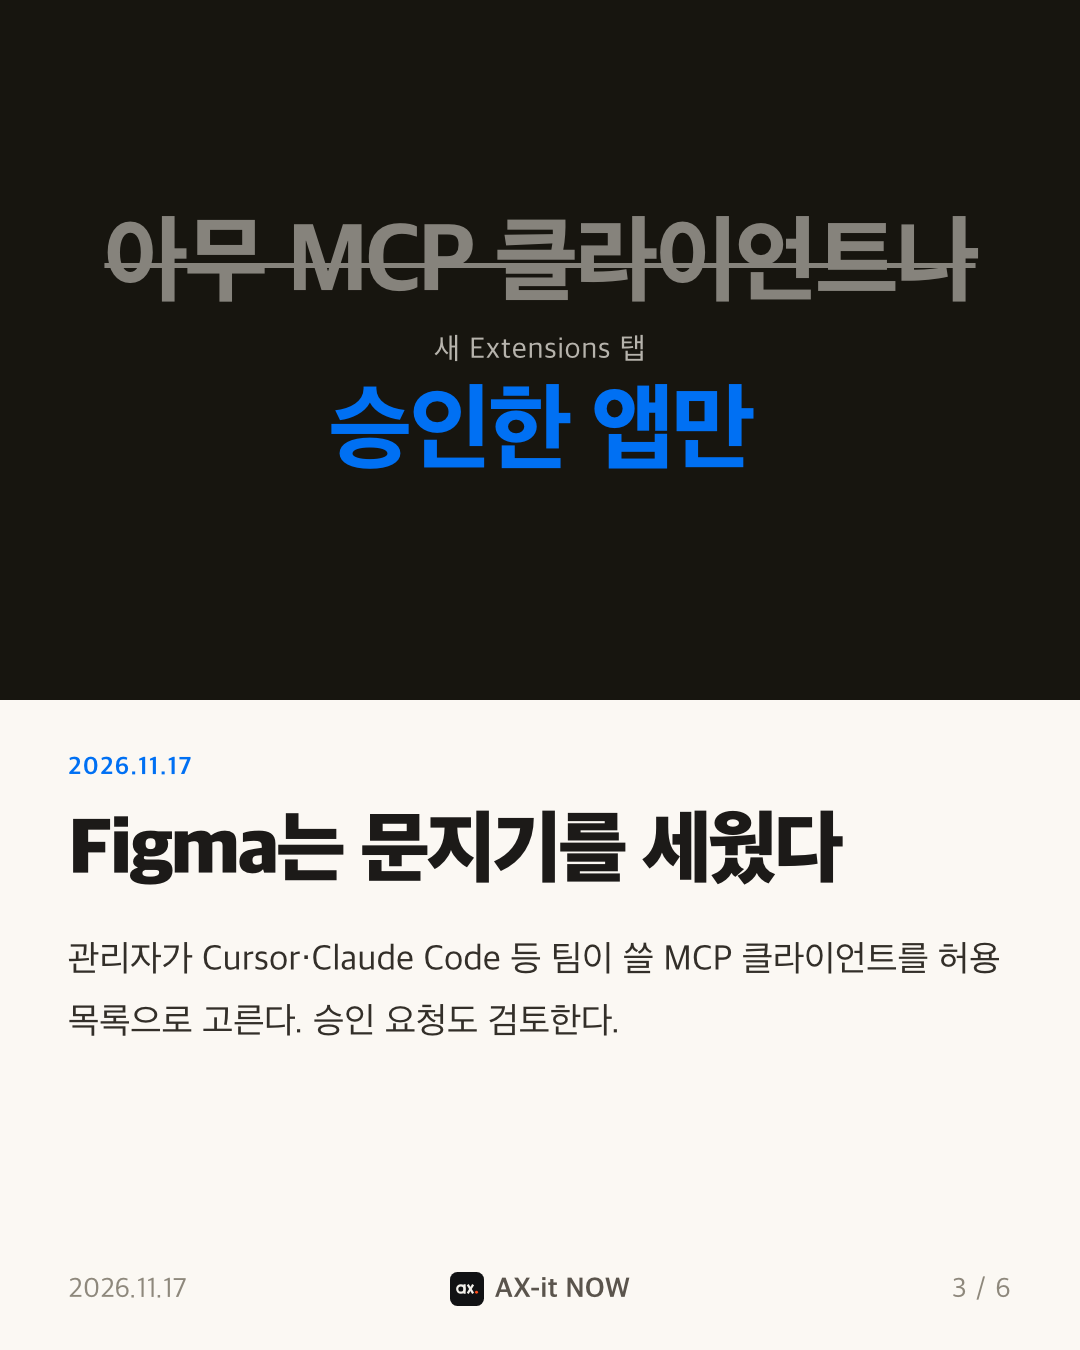 아무 MCP 클라이언트나
새 Extensions 탭
승인한 앱만
2026.11.17
Figma는 문지기를 세웠다
관리자가 Cursor·Claude Code 등 팀이 쓸 MCP 클라이언트를 허용
목록으로 고른다. 승인 요청도 검토한다.
2026.11.17
ax.
AX-it NOW
3 / 6